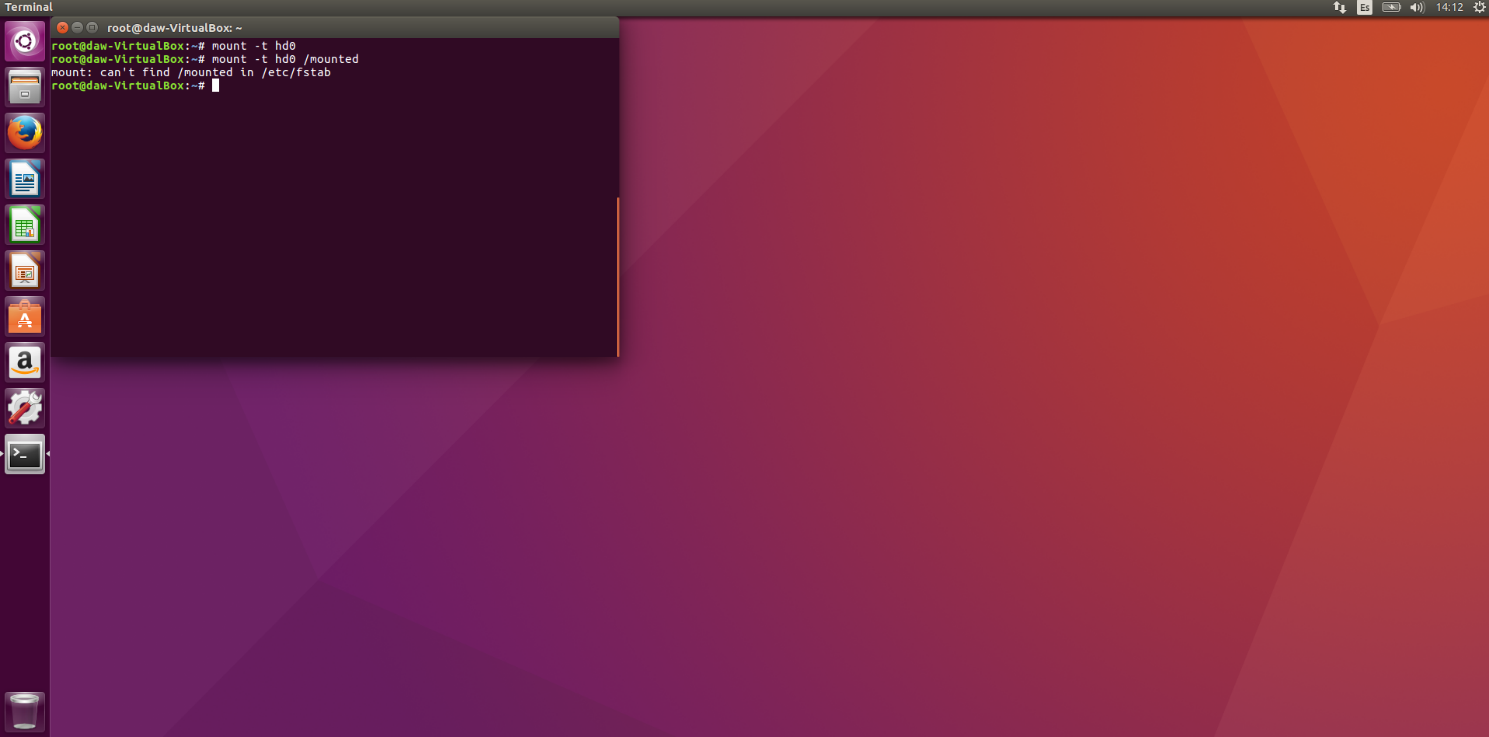 Terminal
Es
14:12
root@daw-VirtualBox: ~
root@daw-VirtualBox:~# mount -t hd0
root@daw-VirtualBox:~# mount -t hd0 /mounted
mount: can't find /mounted in /etc/fstab
root@daw-VirtualBox:~#